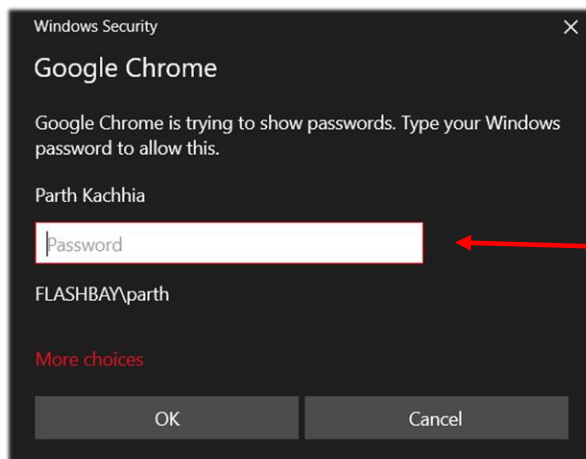 Windows Security
Google Chrome
Google Chrome is trying to show passwords. Type your Windows
password to allow this.
Parth Kachhia
Password
FLASHBAY\parth
More choices
OK
Cancel